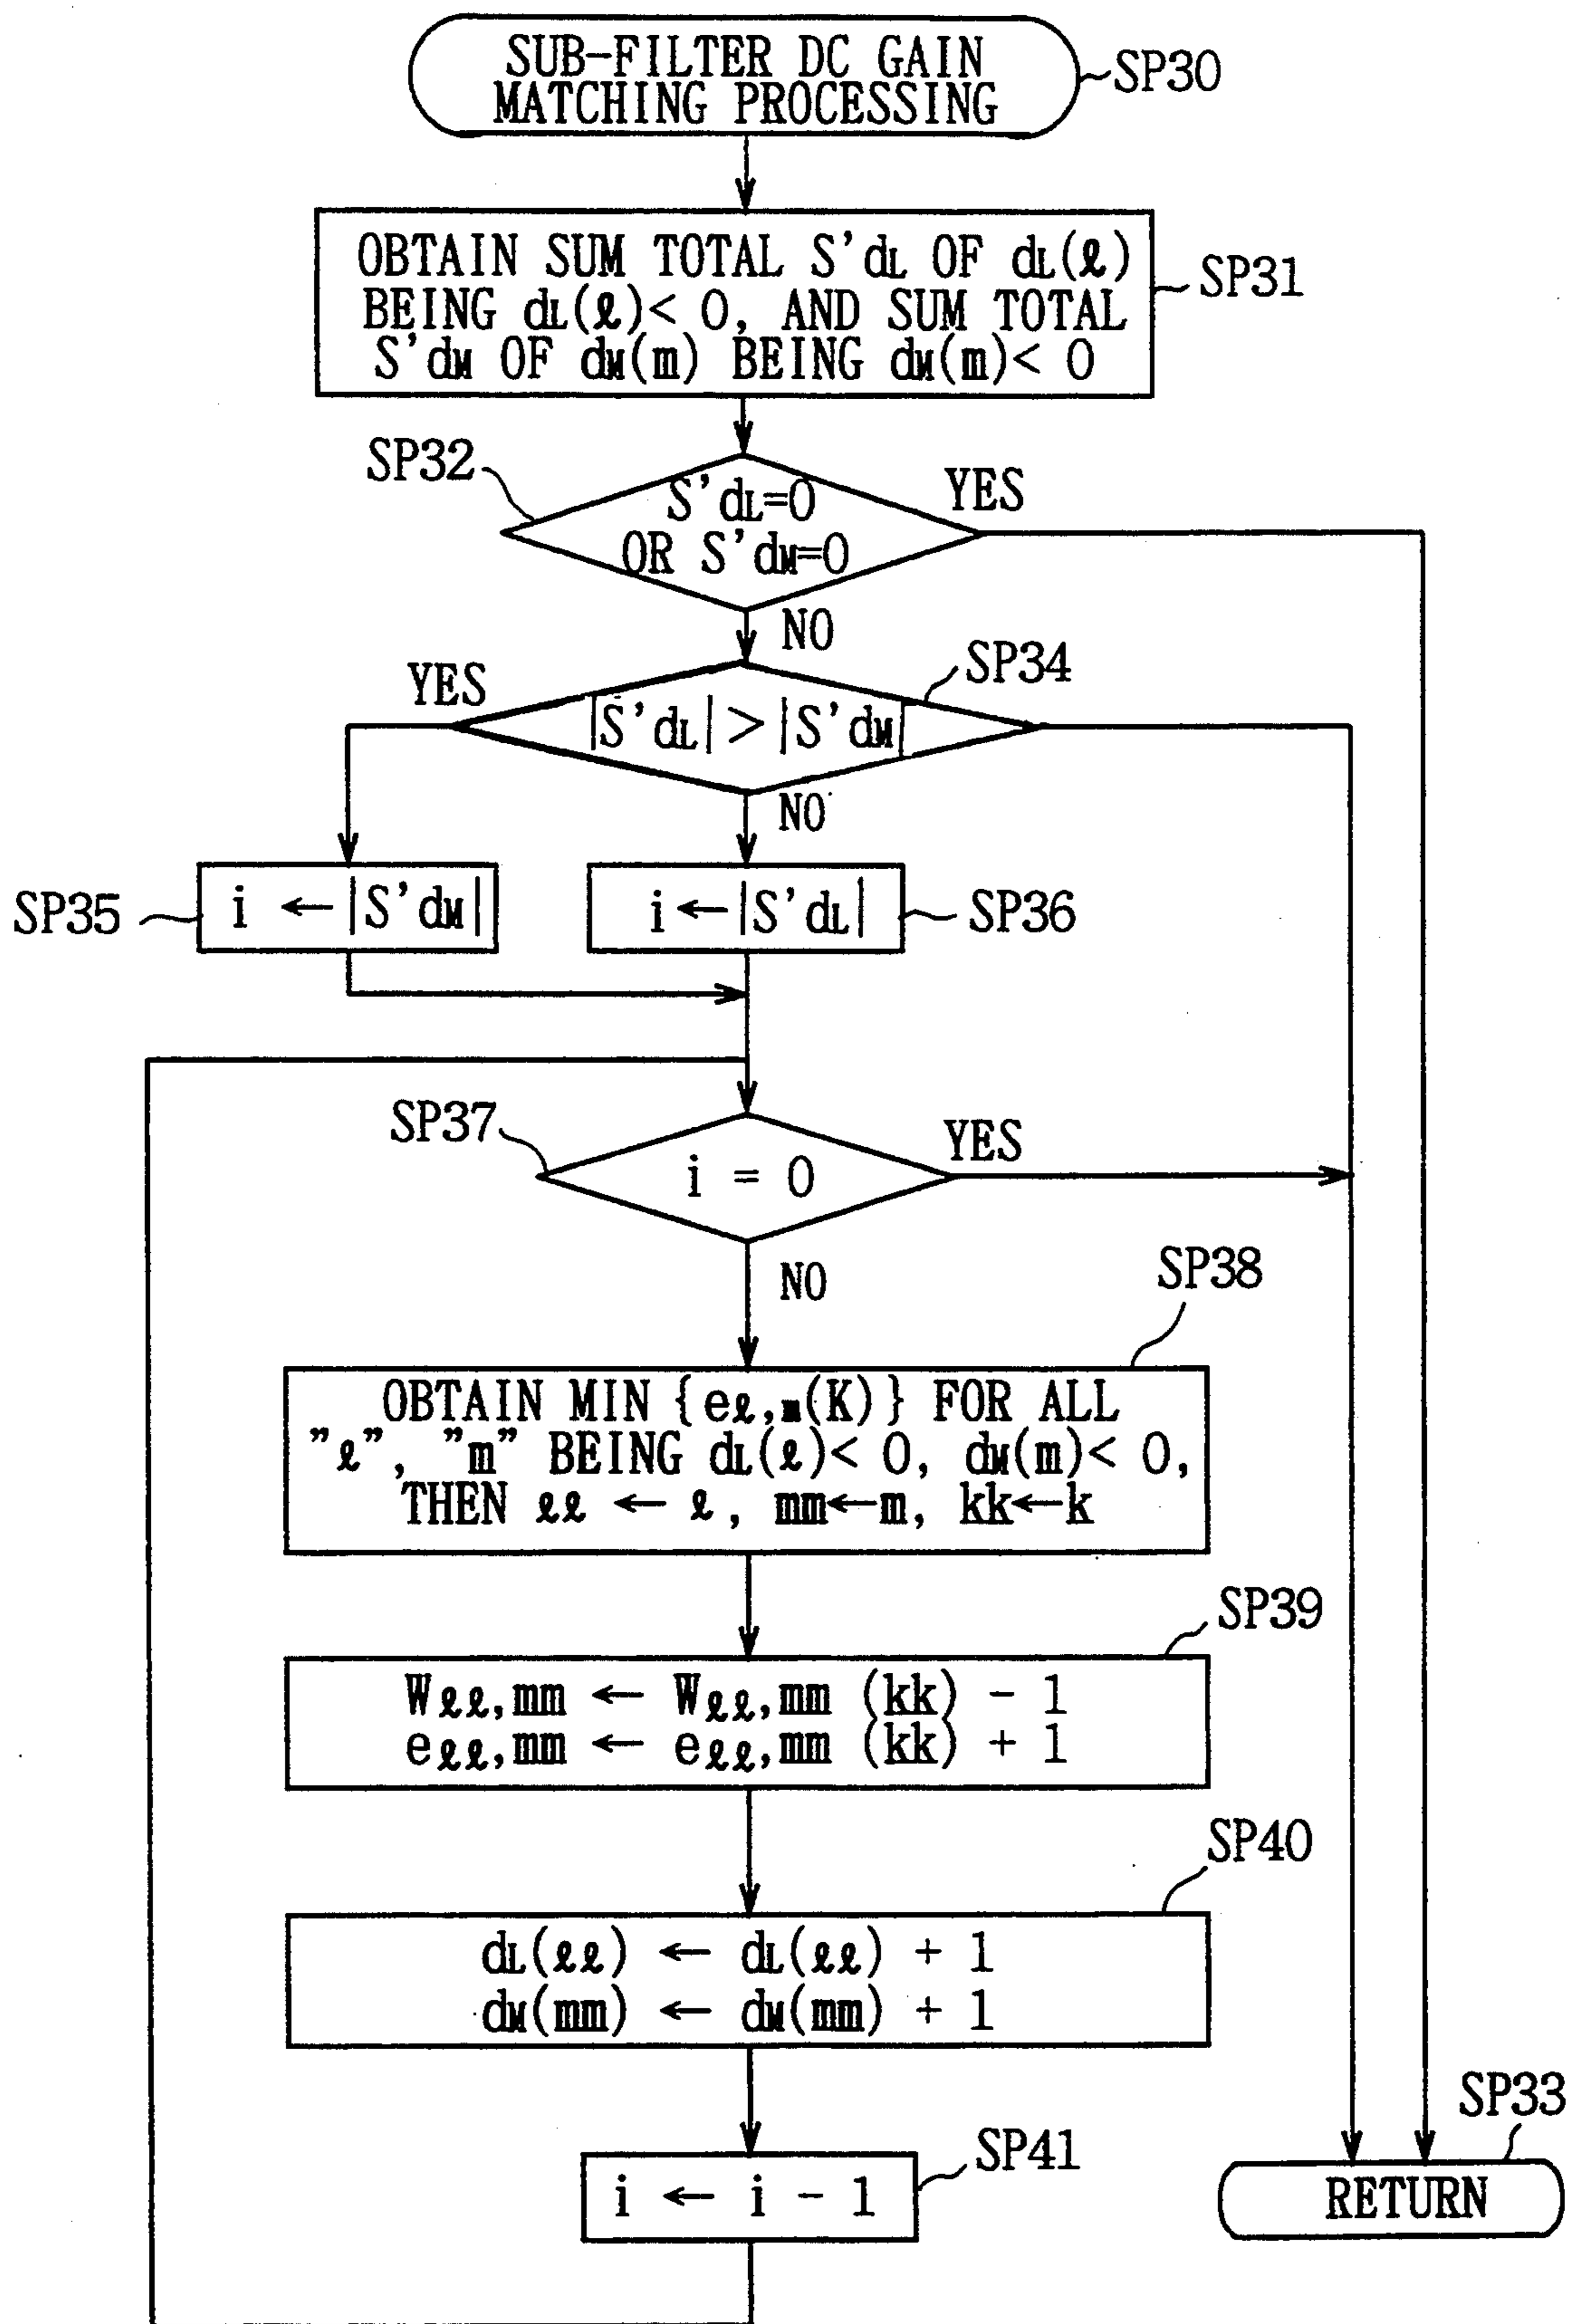 SUB-FILTER DC GAIN
MATCHING PROCESSING
SP30
OBTAIN SUM TOTAL S'dL OF dL(ℓ)
BEING dL(ℓ)< 0, AND SUM TOTAL
S'dM OF dM(m) BEING dM(m)< 0
SP31
SP32
S'dL=0
OR S'dM=0
YES
NO
SP34
YES
|S'dL| > |S'dM|
NO
SP35
i ← |S'dM|
i ← |S'dL|
SP36
SP37
i = 0
YES
NO
SP38
OBTAIN MIN {eℓ,m(K)} FOR ALL
"ℓ", "m" BEING dL(ℓ)< 0, dM(m)< 0,
THEN ℓℓ ← ℓ, mm←m, kk←k
SP39
Wℓℓ,mm ← Wℓℓ,mm (kk) - 1
eℓℓ,mm ← eℓℓ,mm (kk) + 1
SP40
dL(ℓℓ) ← dL(ℓℓ) + 1
dM(mm) ← dM(mm) + 1
SP41
i ← i - 1
SP33
RETURN